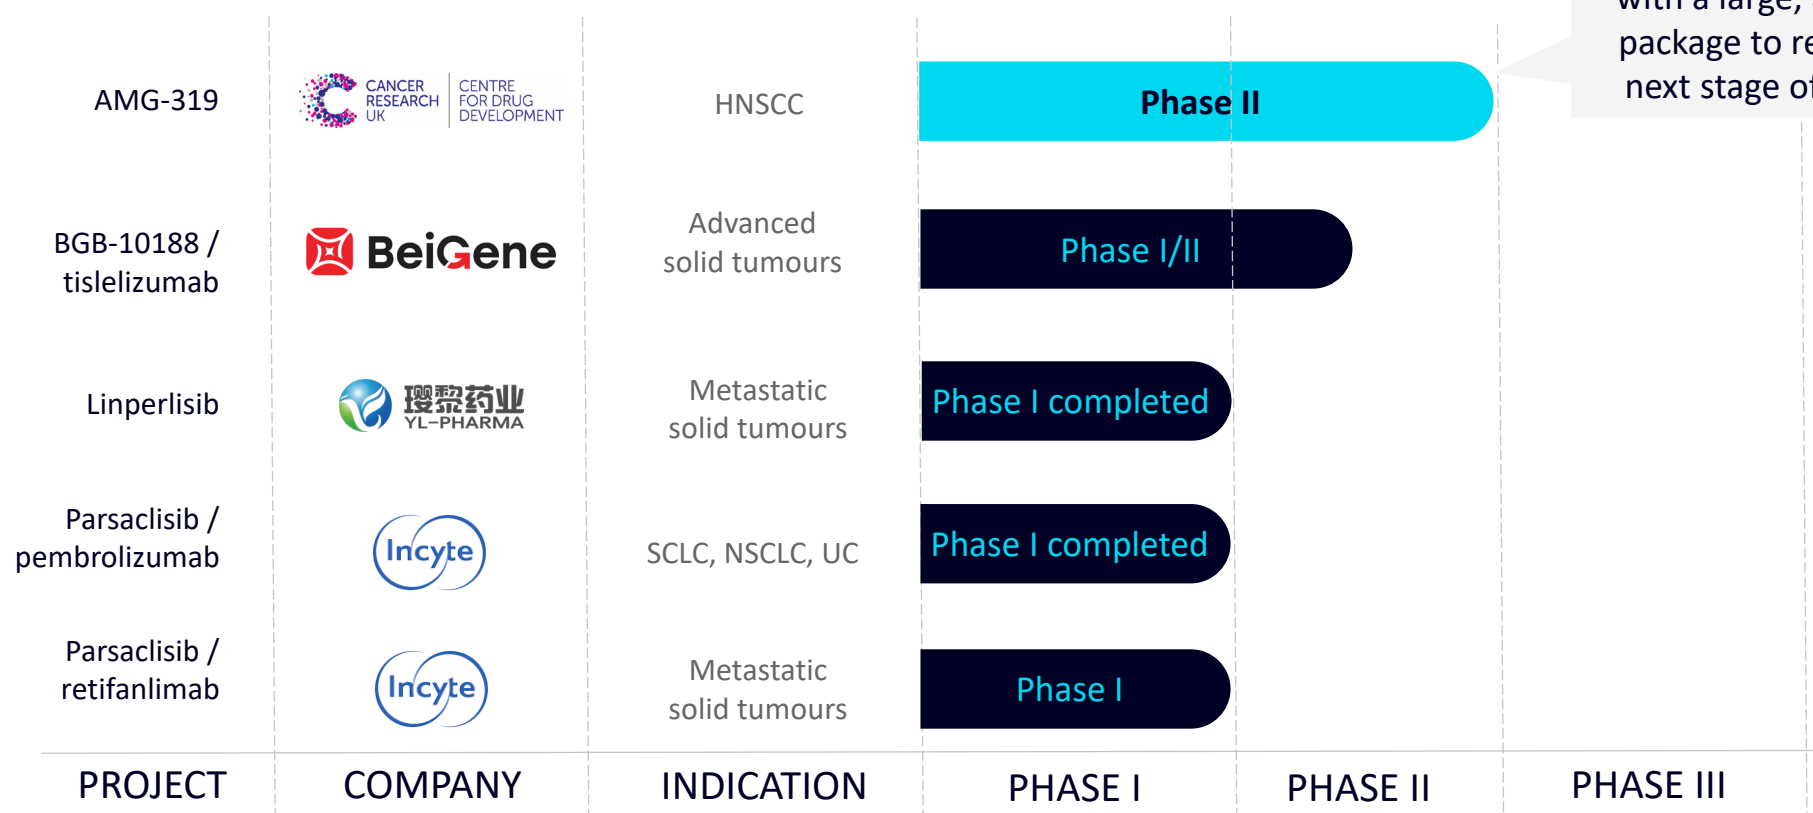 with a large,
package to re
next stage of
AMG-319
CANCER
RESEARCH
UK
CENTRE
FOR DRUG
DEVELOPMENT
HNSCC
Phase II
BGB-10188 /
tislelizumab
BeiGene
Advanced
solid tumours
Phase I/II
Linperlisib
璎黎药业
YL-PHARMA
Metastatic
solid tumours
Phase I completed
Parsaclisib /
pembrolizumab
Incyte
SCLC, NSCLC, UC
Phase I completed
Parsaclisib /
retifanlimab
Incyte
Metastatic
solid tumours
Phase I
PROJECT
COMPANY
INDICATION
PHASE I
PHASE II
PHASE III